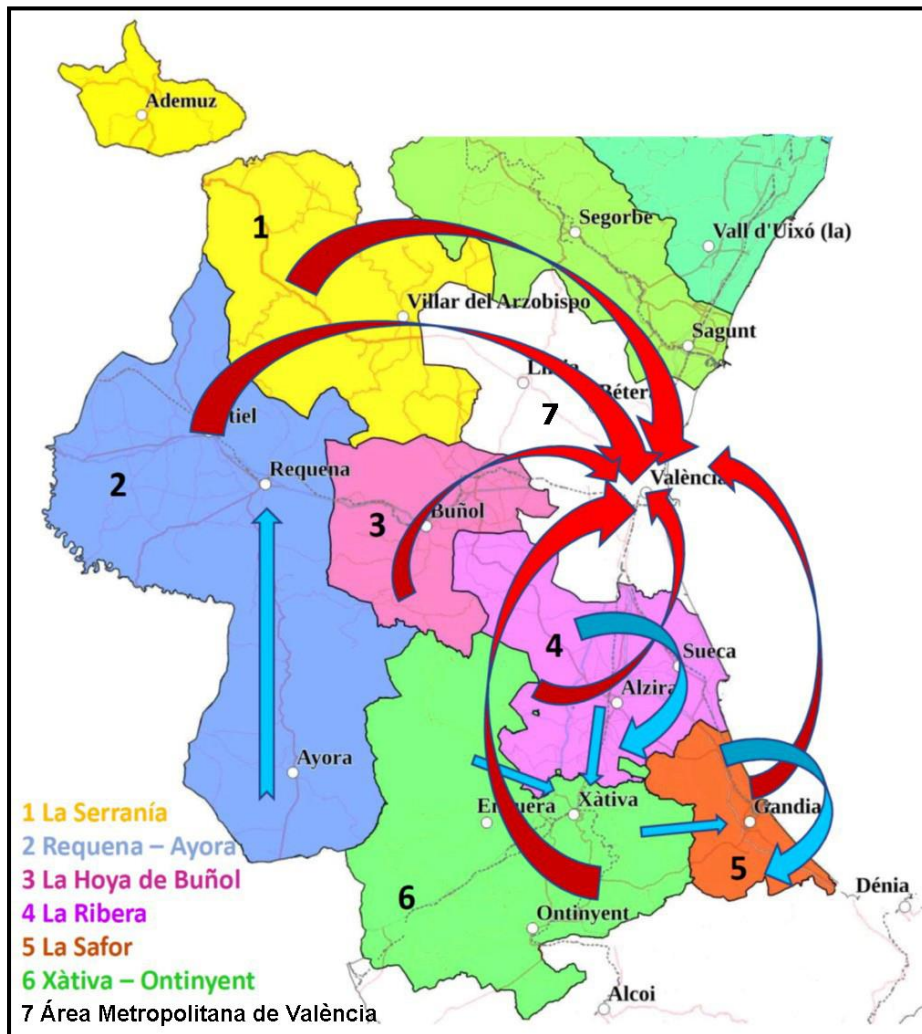 Ademuz
1
Segorbe
Vall d'Uixó (la)
Villar del Arzobispo
Sagunt
7
Requena
2
València
3
Buñol
4
Sueca
Alzira
Ayora
Xàtiva
Gandia
5
6
Dénia
Ontinyent
Alcoi
1 La Serranía
2 Requena – Ayora
3 La Hoya de Buñol
4 La Ribera
5 La Safor
6 Xàtiva – Ontinyent
7 Área Metropolitana de València